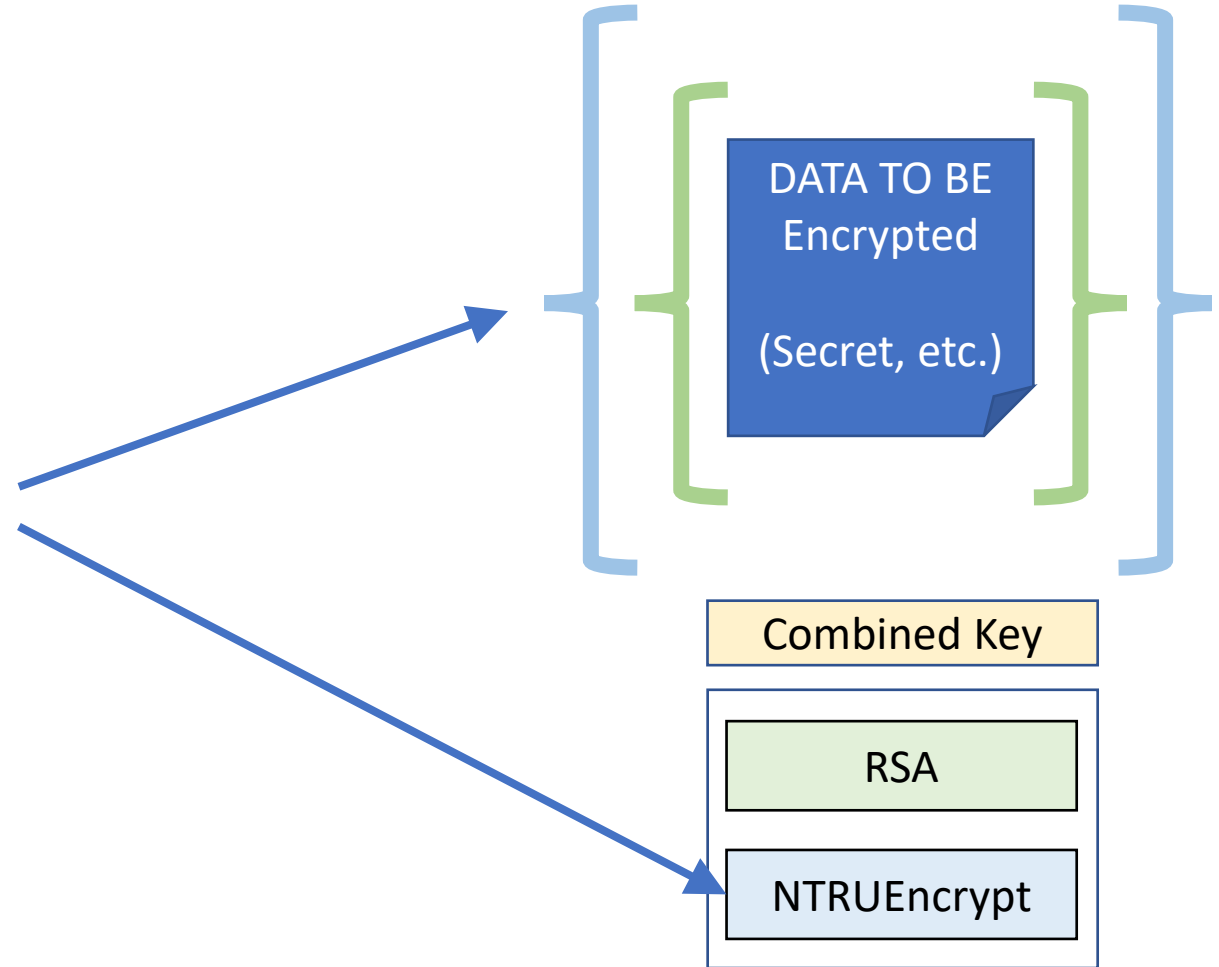 DATA TO BE
Encrypted
(Secret, etc.)
Combined Key
RSA
NTRUEncrypt